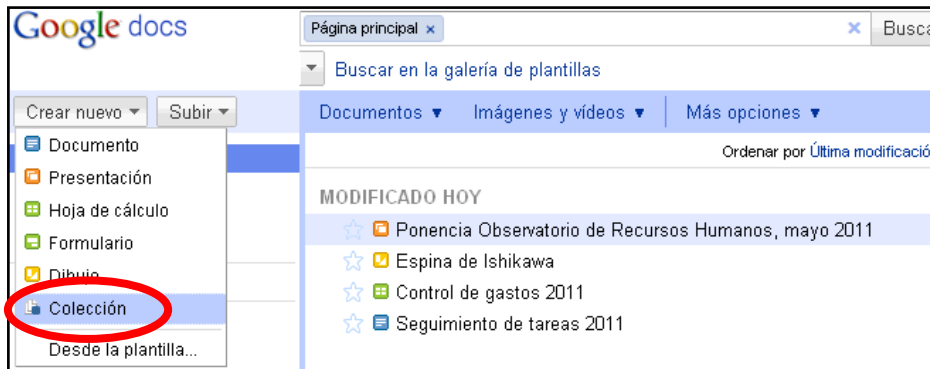 Google docs
Página principal ×
× Busca
Buscar en la galería de plantillas
Crear nuevo Subir
Documentos Imágenes y vídeos Más opciones
Documento
Presentación
Hoja de cálculo
Formulario
Dibujo
Colección
Desde la plantilla...
Ordenar por Última modificació
MODIFICADO HOY
Ponencia Observatorio de Recursos Humanos, mayo 2011
Espina de Ishikawa
Control de gastos 2011
Seguimiento de tareas 2011